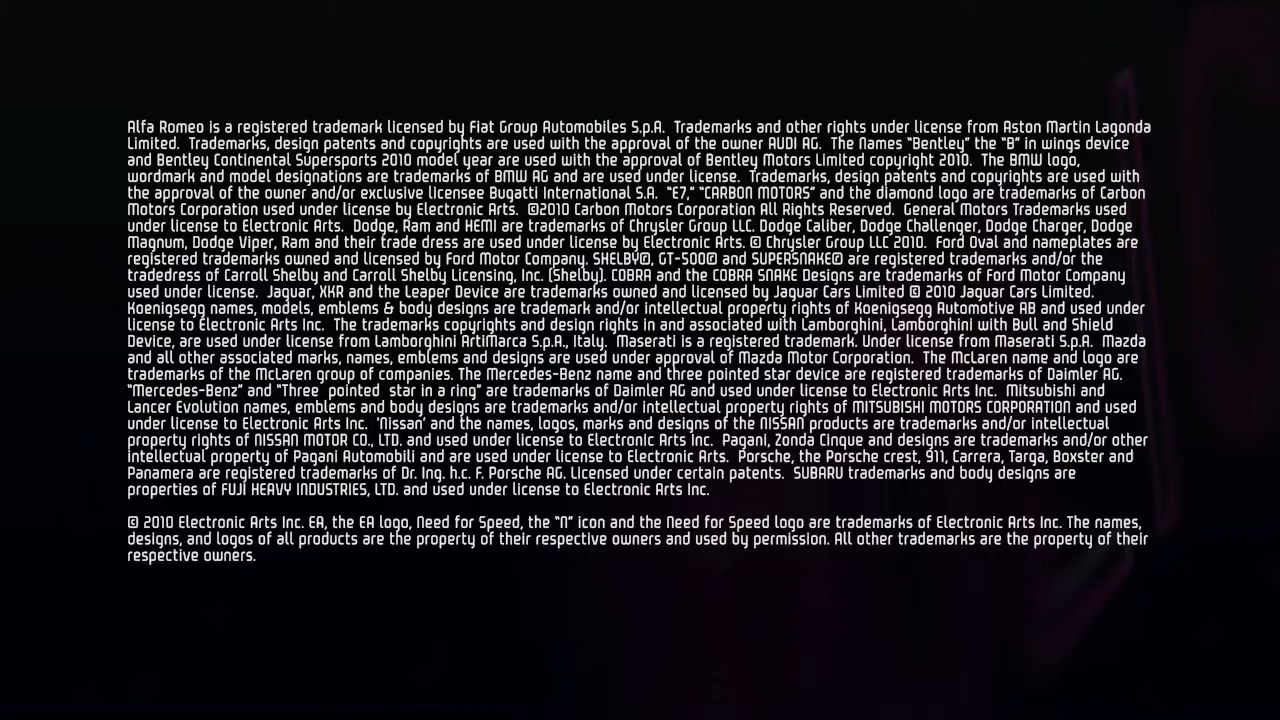 Alfa Romeo is a registered trademark licensed by Fiat Group Automobiles S.p.A.  Trademarks and other rights under license from Aston Martin Lagonda
Limited.  Trademarks, design patents and copyrights are used with the approval of the owner AUDI AG.  The Names "Bentley" the "B" in wings device
and Bentley Continental Supersports 2010 model year are used with the approval of Bentley Motors Limited copyright 2010.  The BMW logo,
wordmark and model designations are trademarks of BMW AG and are used under license.  Trademarks, design patents and copyrights are used with
the approval of the owner and/or exclusive licensee Bugatti International S.A.  "E7," "CARBON MOTORS" and the diamond logo are trademarks of Carbon
Motors Corporation used under license by Electronic Arts.  ©2010 Carbon Motors Corporation All Rights Reserved.  General Motors Trademarks used
under license to Electronic Arts.  Dodge, Ram and HEMI are trademarks of Chrysler Group LLC. Dodge Caliber, Dodge Challenger, Dodge Charger, Dodge
Magnum, Dodge Viper, Ram and their trade dress are used under license by Electronic Arts. © Chrysler Group LLC 2010.  Ford Oval and nameplates are
registered trademarks owned and licensed by Ford Motor Company. SHELBY©, GT-500© and SUPERSNAKE© are registered trademarks and/or the
tradedress of Carroll Shelby and Carroll Shelby Licensing, Inc. (Shelby). COBRA and the COBRA SNAKE Designs are trademarks of Ford Motor Company
used under license.  Jaguar, XKR and the Leaper Device are trademarks owned and licensed by Jaguar Cars Limited © 2010 Jaguar Cars Limited.
Koenigsegg names, models, emblems & body designs are trademark and/or intellectual property rights of Koenigsegg Automotive AB and used under
license to Electronic Arts Inc.  The trademarks copyrights and design rights in and associated with Lamborghini, Lamborghini with Bull and Shield
Device, are used under license from Lamborghini ArtiMarca S.p.A., Italy.  Maserati is a registered trademark. Under license from Maserati S.p.A.  Mazda
and all other associated marks, names, emblems and designs are used under approval of Mazda Motor Corporation.  The McLaren name and logo are
trademarks of the McLaren group of companies. The Mercedes-Benz name and three pointed star device are registered trademarks of Daimler AG.
"Mercedes-Benz" and "Three  pointed  star in a ring" are trademarks of Daimler AG and used under license to Electronic Arts Inc.  Mitsubishi and
Lancer Evolution names, emblems and body designs are trademarks and/or intellectual property rights of MITSUBISHI MOTORS CORPORATION and used
under license to Electronic Arts Inc.  'Nissan' and the names, logos, marks and designs of the NISSAN products are trademarks and/or intellectual
property rights of NISSAN MOTOR CO., LTD. and used under license to Electronic Arts Inc.  Pagani, Zonda Cinque and designs are trademarks and/or other
intellectual property of Pagani Automobili and are used under license to Electronic Arts.  Porsche, the Porsche crest, 911, Carrera, Targa, Boxster and
Panamera are registered trademarks of Dr. Ing. h.c. F. Porsche AG. Licensed under certain patents.  SUBARU trademarks and body designs are
properties of FUJI HEAVY INDUSTRIES, LTD. and used under license to Electronic Arts Inc.
© 2010 Electronic Arts Inc. EA, the EA logo, Need for Speed, the "N" icon and the Need for Speed logo are trademarks of Electronic Arts Inc. The names,
designs, and logos of all products are the property of their respective owners and used by permission. All other trademarks are the property of their
respective owners.